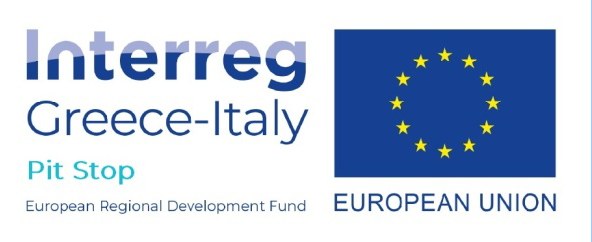 Interreg
Greece-Italy
Pit Stop
European Regional Development Fund
EUROPEAN UNION